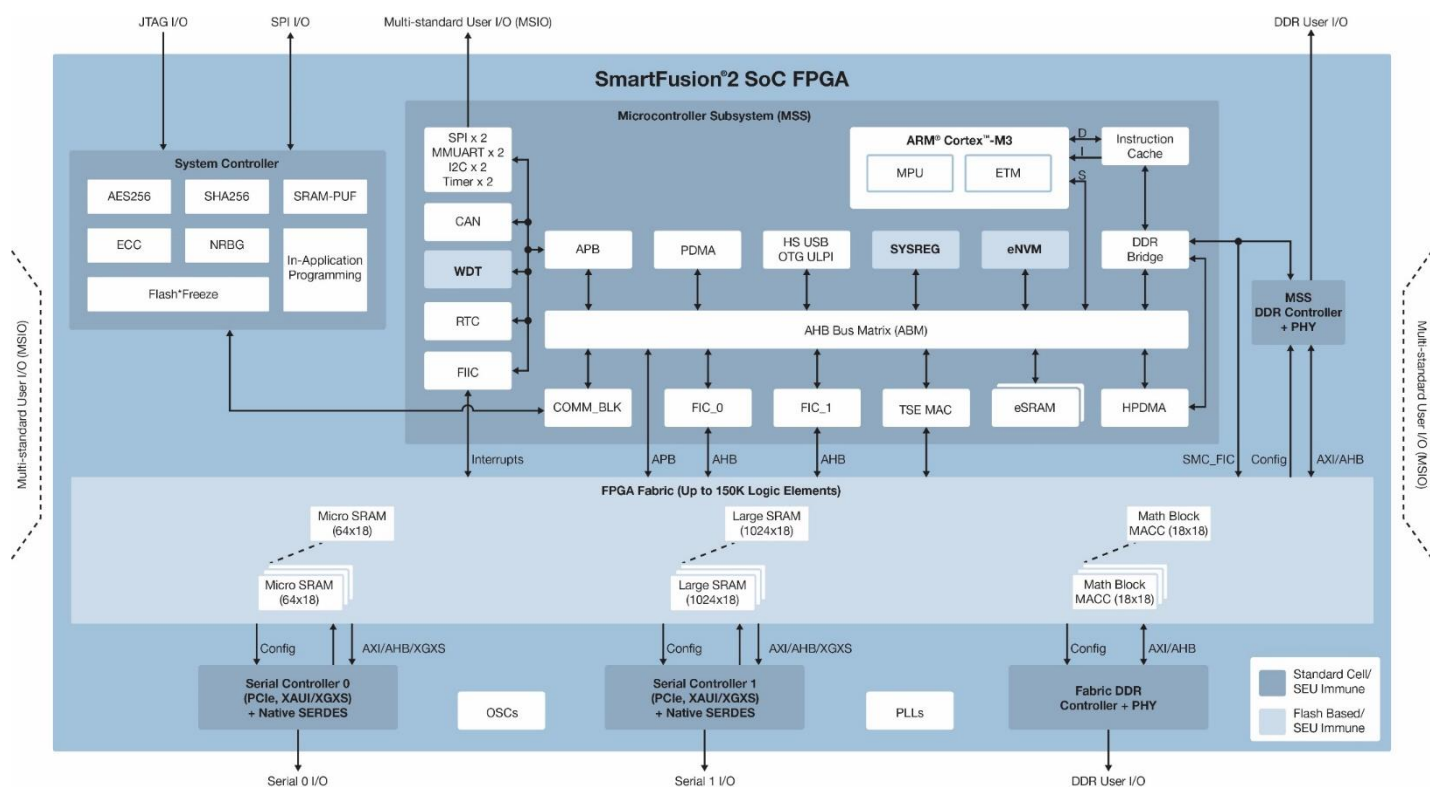 JTAG I/O
SPI I/O
Multi-standard User I/O (MSIO)
DDR User I/O
SmartFusion®2 SoC FPGA
Microcontroller Subsystem (MSS)
System Controller
AES256
SHA256
SRAM-PUF
ECC
NRBG
In-Application
Programming
Flash*Freeze
SPI x 2
MMUART x 2
I2C x 2
Timer x 2
CAN
WDT
RTC
FIIC
ARM® Cortex™-M3
MPU
ETM
D
I
S
Instruction
Cache
APB
PDMA
HS USB
OTG ULPI
SYSREG
eNVM
DDR
Bridge
AHB Bus Matrix (ABM)
COMM_BLK
FIC_0
FIC_1
TSE MAC
eSRAM
HPDMA
MSS
DDR Controller
+ PHY
Multi-standard User I/O (MSIO)
Multi-standard User I/O (MSIO)
Interrupts
APB
AHB
AHB
SMC_FIC
Config
AXI/AHB
FPGA Fabric (Up to 150K Logic Elements)
Micro SRAM
(64x18)
Large SRAM
(1024x18)
Math Block
MACC (18x18)
Micro SRAM
(64x18)
Large SRAM
(1024x18)
Math Block
MACC (18x18)
Config
AXI/AHB/XGXS
Config
AXI/AHB/XGXS
Config
AXI/AHB
Serial Controller 0
(PCIe, XAUI/XGXS)
+ Native SERDES
OSCs
Serial Controller 1
(PCIe, XAUI/XGXS)
+ Native SERDES
PLLs
Fabric DDR
Controller + PHY
Standard Cell/
SEU Immune
Flash Based/
SEU Immune
Serial 0 I/O
Serial 1 I/O
DDR User I/O